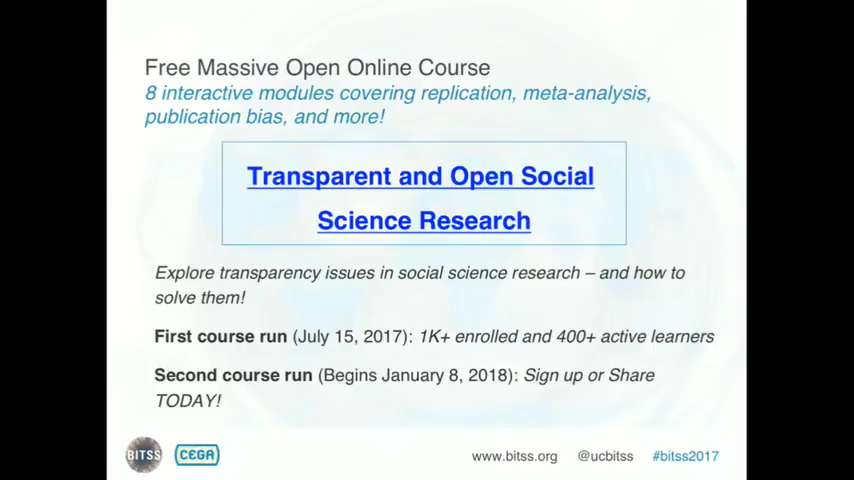 Free Massive Open Online Course
8 interactive modules covering replication, meta-analysis,
publication bias, and more!
Transparent and Open Social
Science Research
Explore transparency issues in social science research – and how to
solve them!
First course run (July 15, 2017): 1K+ enrolled and 400+ active learners
Second course run (Begins January 8, 2018): Sign up or Share
TODAY!
BITSS CEGA www.bitss.org @ucbitss #bitss2017